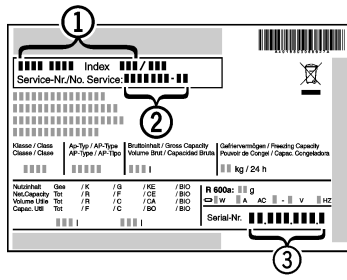 1
Index /
Service-Nr./No. Service: -
2
Klasse / Class
Classe / Clase
Ap-Typ / AP-Type
AP-Type / AP-Tipo
Bruttoinhalt / Gross Capacity
Volume Brut / Capacidad Bruta
I
Gefriervermögen / Freezing Capacity
Pouvoir de Congel / Capac. Congeladora
kg / 24 h
Nutzinhalt Ges / K / G / KE / BIO
Net.Capacity Tot / R / F / CE / BIO
Volume Utile Tot / R / C / CA / BIO
Capac. Util Tot / F / C / BO / BIO
I I
R 600a: g
W A AC - V HZ
Serial-Nr. . .
3